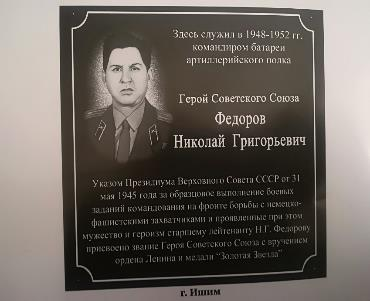 Здесь служил в 1948-1952 гг.
командиром батареи
артиллерийского полка
Герой Советского Союза
Федоров
Николай Григорьевич
Указом Президиума Верховного Совета СССР от 31
мая 1945 года за образцовое выполнение боевых
заданий командования на фронте борьбы с немецко-
фашистскими захватчиками и проявленные при этом
мужество и героизм старшему лейтенанту Н.Г. Федорову
присвоено звание Героя Советского Союза с вручением
ордена Ленина и медали "Золотая Звезда"
г. Ишим